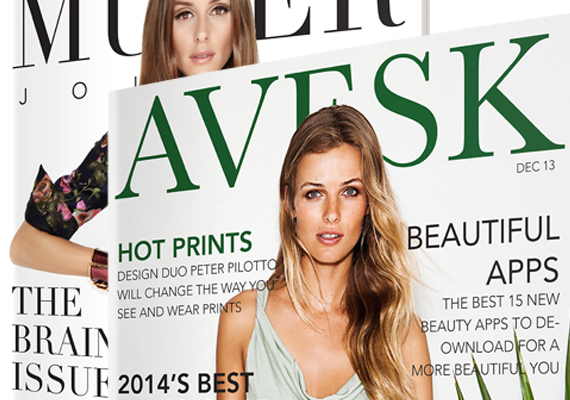 AVESK
DEC 13
HOT PRINTS
DESIGN DUO PETER PILOTTO
WILL CHANGE THE WAY YOU
SEE AND WEAR PRINTS
2014'S BEST
BEAUTIFUL
APPS
THE BEST 15 NEW
BEAUTY APPS TO DE-
OWNLOAD FOR A
MORE BEAUTIFUL YOU
THE
BRAIN
ISSUE